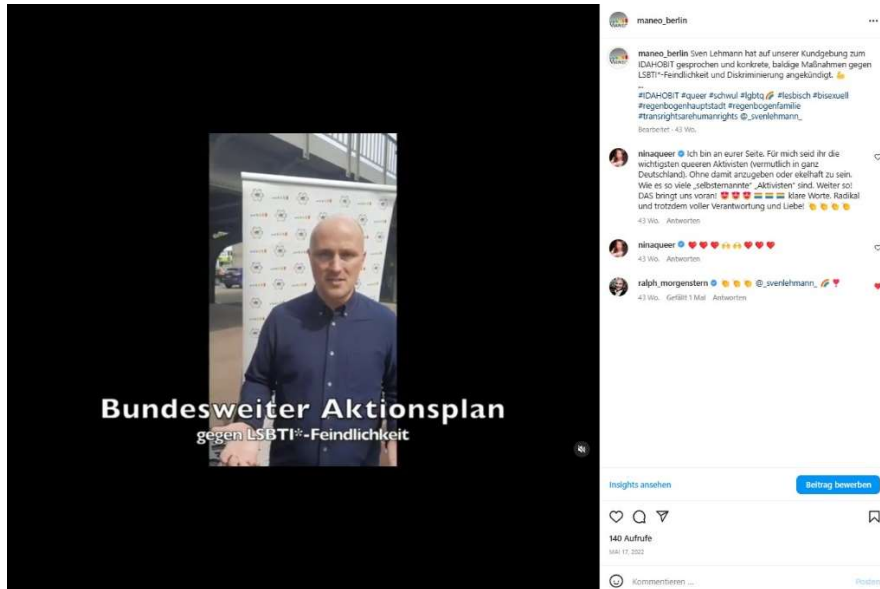 Bundesweiter Aktionsplan
gegen LSBTI*-Feindlichkeit
maneo_berlin
maneo_berlin Sven Lehmann hat auf unserer Kundgebung zum
IDAHOBIT gesprochen und konkrete, baldige Maßnahmen gegen
LSBTI*-Feindlichkeit und Diskriminierung angekündigt. 💪
..
#IDAHOBIT #queer #schwul #lgbtq🌈 #lesbisch #bisexuell
#regenbogenhauptstadt #regenbogenfamilie
#transrightsarehumanrights @_svenlehmann_
Bearbeitet · 43 Wo.
ninaqueer Ich bin an eurer Seite. Für mich seid ihr die
wichtigsten queeren Aktivisten (vermutlich in ganz
Deutschland). Ohne damit anzugeben oder ekelhaft zu sein.
Wie es so viele „selbsternannte“ „Aktivisten“ sind. Weiter so!
DAS bringt uns voran! klare Worte. Radikal
und trotzdem voller Verantwortung und Liebe! 👏👏👏👏
43 Wo. Antworten
ninaqueer ❤️❤️❤️🙌🙌❤️❤️❤️
43 Wo. Antworten
ralph_morgenstern 👏👏👏 @_svenlehmann_ 🌈❣️
43 Wo. Gefällt 1 Mal Antworten
Insights ansehen
Beitrag bewerben
140 Aufrufe
MAI 17, 2022
Kommentieren ...
Posten